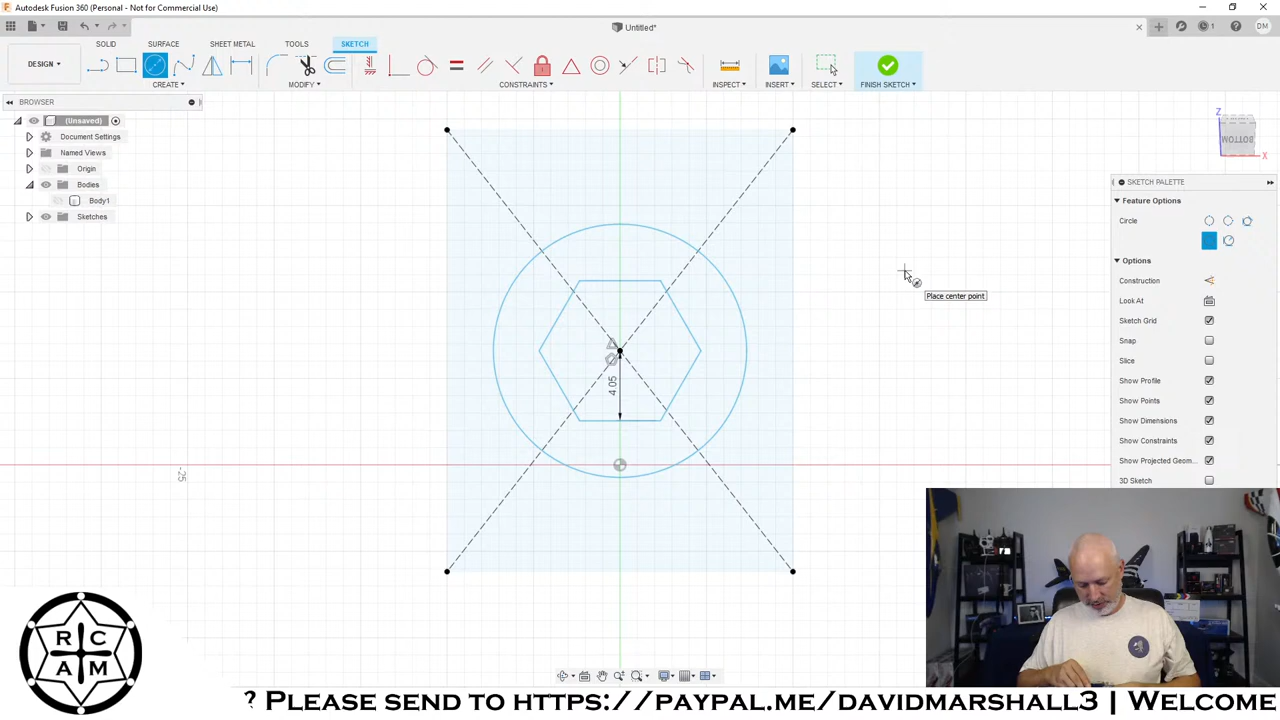 Autodesk Fusion 360 (Personal - Not for Commercial Use)
Untitled*
1
DM
DESIGN
SOLID
SURFACE
SHEET METAL
TOOLS
SKETCH
CREATE
MODIFY
CONSTRAINTS
INSPECT
INSERT
SELECT
FINISH SKETCH
BROWSER
(Unsaved)
Document Settings
Named Views
Origin
Bodies
Body1
Sketches
4.05
-25
Place center point
Z
BOTTOM
X
SKETCH PALETTE
Feature Options
Circle
Options
Construction
Look At
Sketch Grid
Snap
Slice
Show Profile
Show Points
Show Dimensions
Show Constraints
Show Projected Geom...
3D Sketch
R C
A M
? PLEASE SEND TO HTTPS://PAYPAL.ME/DAVIDMARSHALL3 | WELCOME